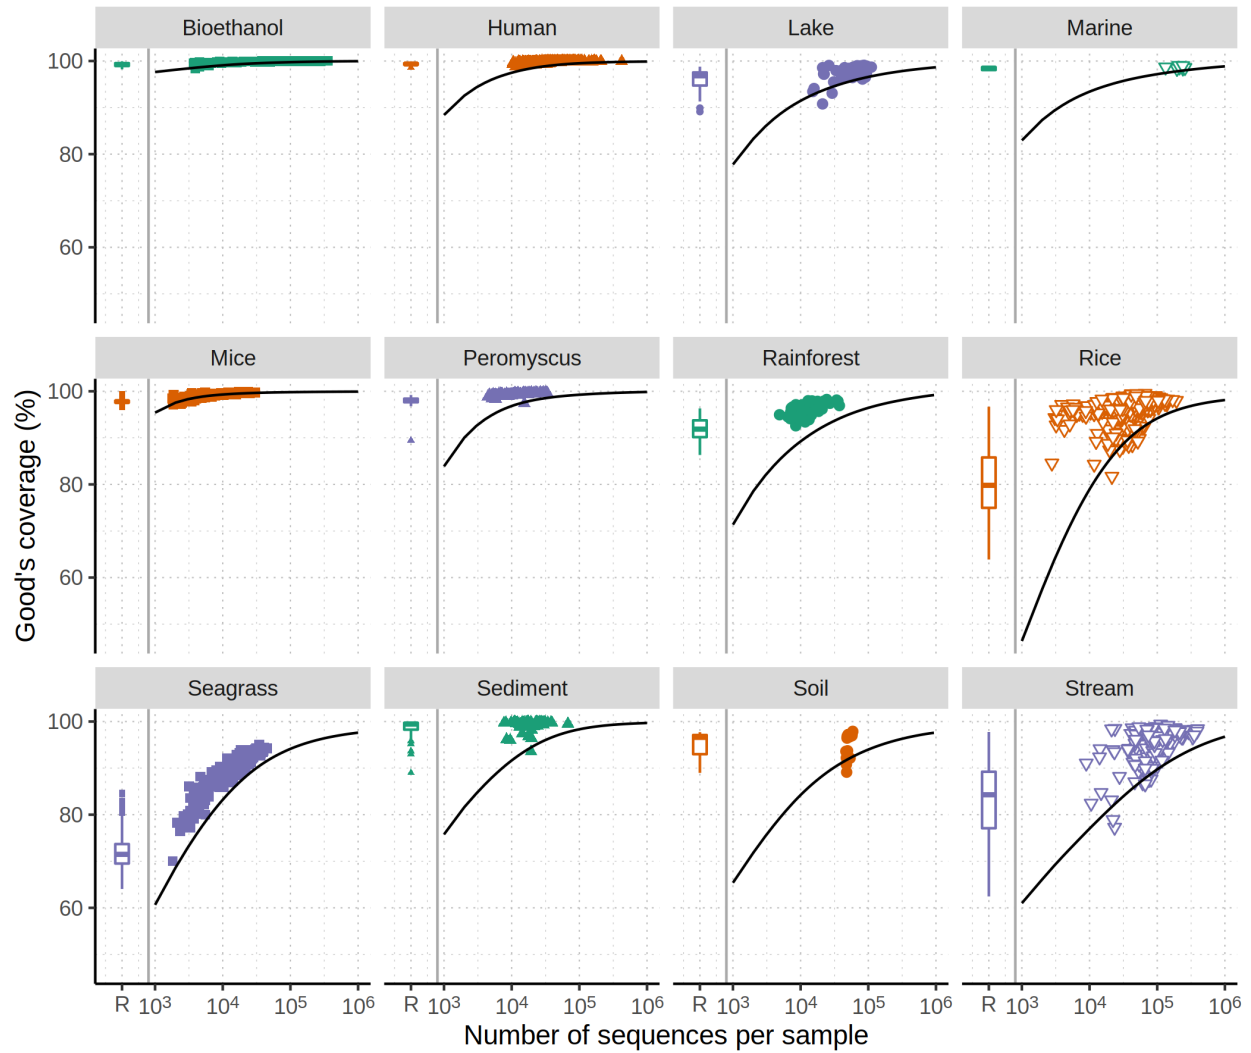 Bioethanol Human Lake Marine
100
80
60
Mice Peromyscus Rainforest Rice
100
80
60
Good's coverage (%)
Seagrass Sediment Soil Stream
100
80
60
R 10³ 10⁴ 10⁵ 10⁶ R 10³ 10⁴ 10⁵ 10⁶ R 10³ 10⁴ 10⁵ 10⁶ R 10³ 10⁴ 10⁵ 10⁶
Number of sequences per sample